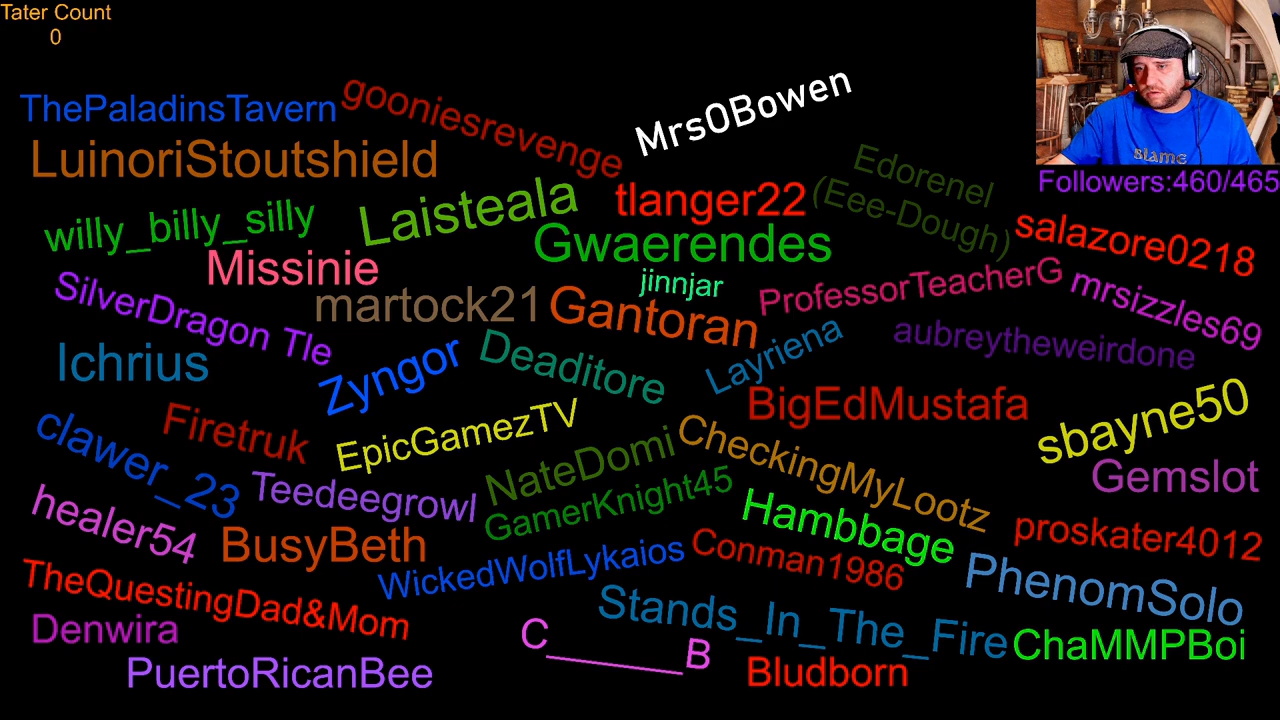 Tater Count
0
ThePaladinsTavern
gooniesrevenge
MrsOBowen
LuinoriStoutshield
Followers:460/465
Edorenel
(Eee-Dough)
willy_billy_silly
Laisteala
tlanger22
salazore0218
Gwaerendes
Missinie
jinnjar
ProfessorTeacherG
mrsizzles69
SilverDragon Tle
martock21
Gantoran
Layriena
aubreytheweirdone
Ichrius
Zyngor
Deaditore
BigEdMustafa
sbayne50
clawer_23
Firetruk
EpicGamezTV
NateDomi
CheckingMyLootz
Gemslot
healer54
Teedeegrowl
GamerKnight45
Hambbage
proskater4012
BusyBeth
WickedWolfLykaios
Conman1986
PhenomSolo
TheQuestingDad&Mom
Stands_In_The_Fire
Denwira
C______B
ChaMMPBoi
PuertoRicanBee
Bludborn